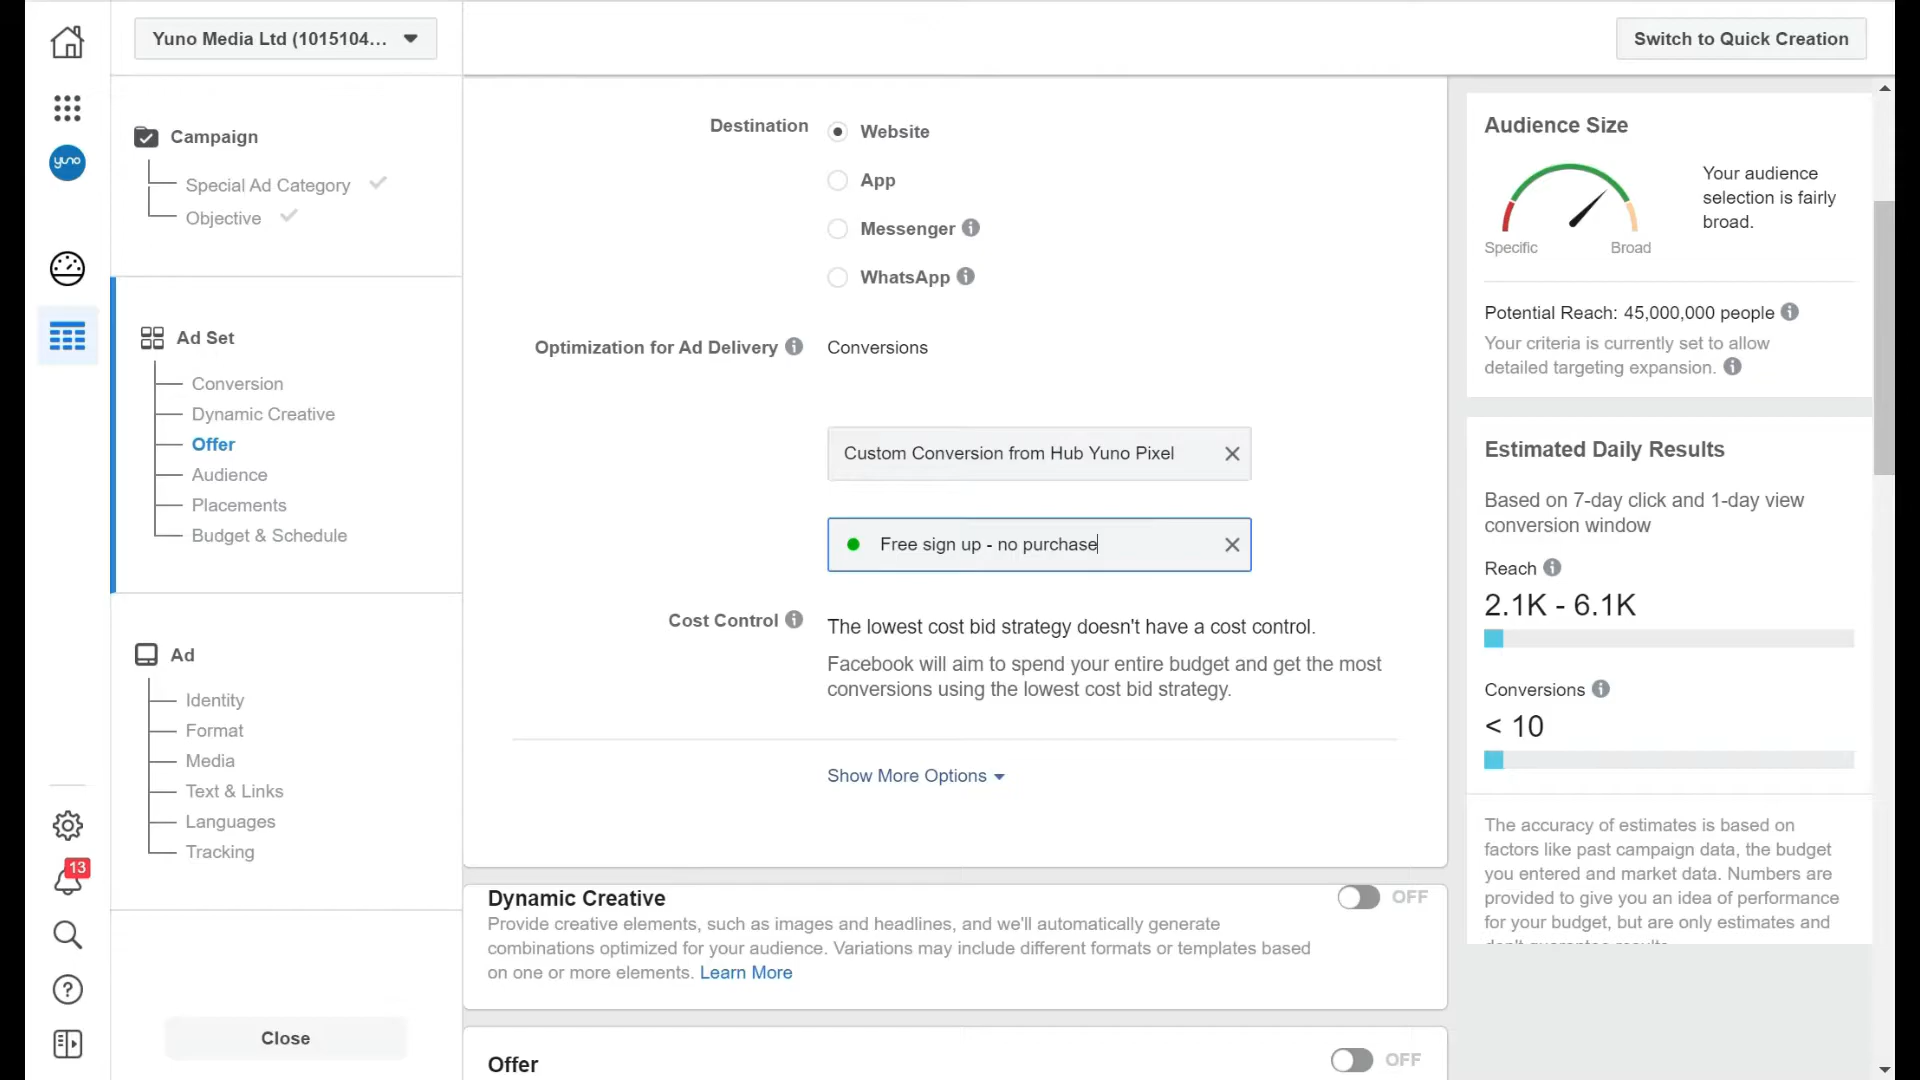 Yuno Media Ltd (1015104...
Switch to Quick Creation
yuno
Campaign
Special Ad Category
Objective
Ad Set
Conversion
Dynamic Creative
Offer
Audience
Placements
Budget & Schedule
Ad
Identity
Format
Media
Text & Links
Languages
Tracking
13
Close
Destination
Website
App
Messenger
WhatsApp
Optimization for Ad Delivery
Conversions
Custom Conversion from Hub Yuno Pixel
Free sign up - no purchase
Cost Control
The lowest cost bid strategy doesn't have a cost control.
Facebook will aim to spend your entire budget and get the most
conversions using the lowest cost bid strategy.
Show More Options
Dynamic Creative
OFF
Provide creative elements, such as images and headlines, and we'll automatically generate
combinations optimized for your audience. Variations may include different formats or templates based
on one or more elements. Learn More
Offer
OFF
Audience Size
Your audience
selection is fairly
broad.
Specific
Broad
Potential Reach: 45,000,000 people
Your criteria is currently set to allow
detailed targeting expansion.
Estimated Daily Results
Based on 7-day click and 1-day view
conversion window
Reach
2.1K - 6.1K
Conversions
< 10
The accuracy of estimates is based on
factors like past campaign data, the budget
you entered and market data. Numbers are
provided to give you an idea of performance
for your budget, but are only estimates and
don't guarantee results.